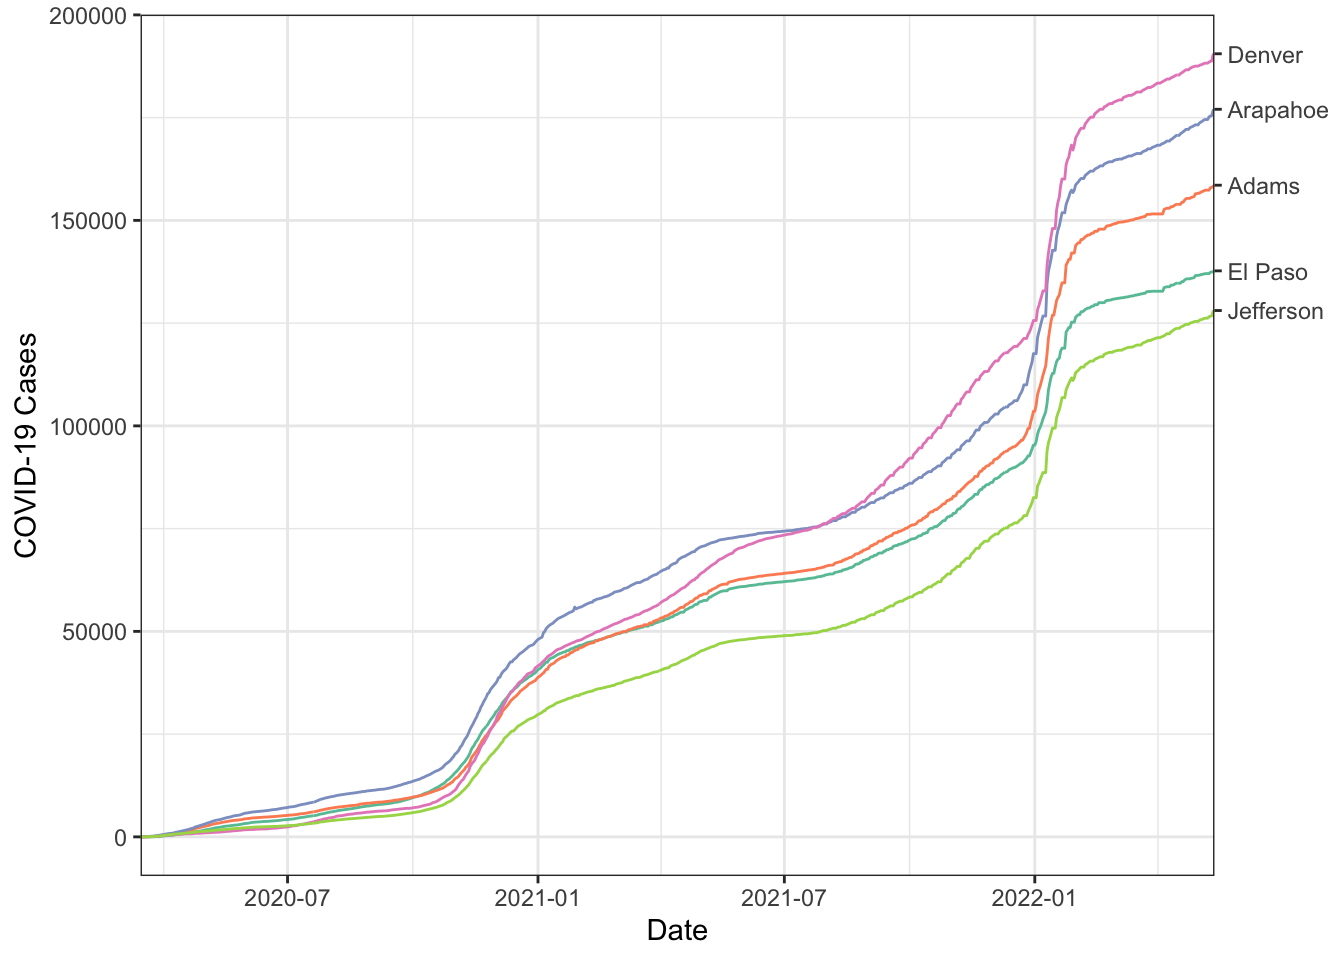 200000
150000
100000
50000
0
COVID-19 Cases
Denver
Arapahoe
Adams
El Paso
Jefferson
2020-07 2021-01 2021-07 2022-01
Date